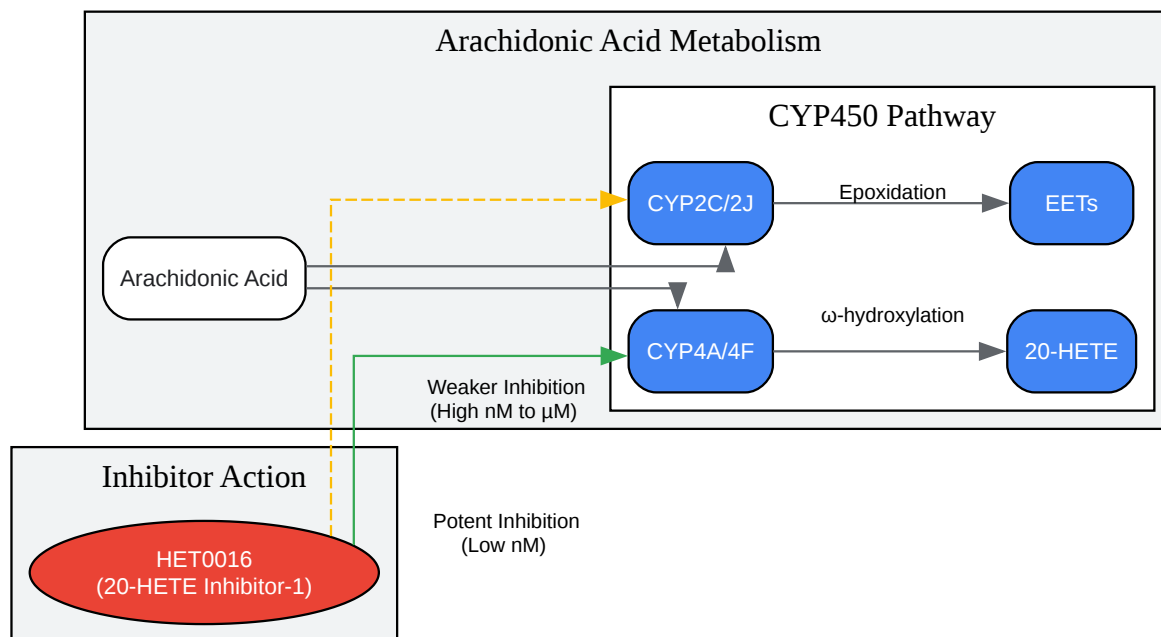 Arachidonic Acid Metabolism
CYP450 Pathway
CYP2C/2J
Epoxidation
EETs
Arachidonic Acid
ω-hydroxylation
CYP4A/4F
20-HETE
Weaker Inhibition
(High nM to µM)
Inhibitor Action
Potent Inhibition
(Low nM)
HET0016
(20-HETE Inhibitor-1)